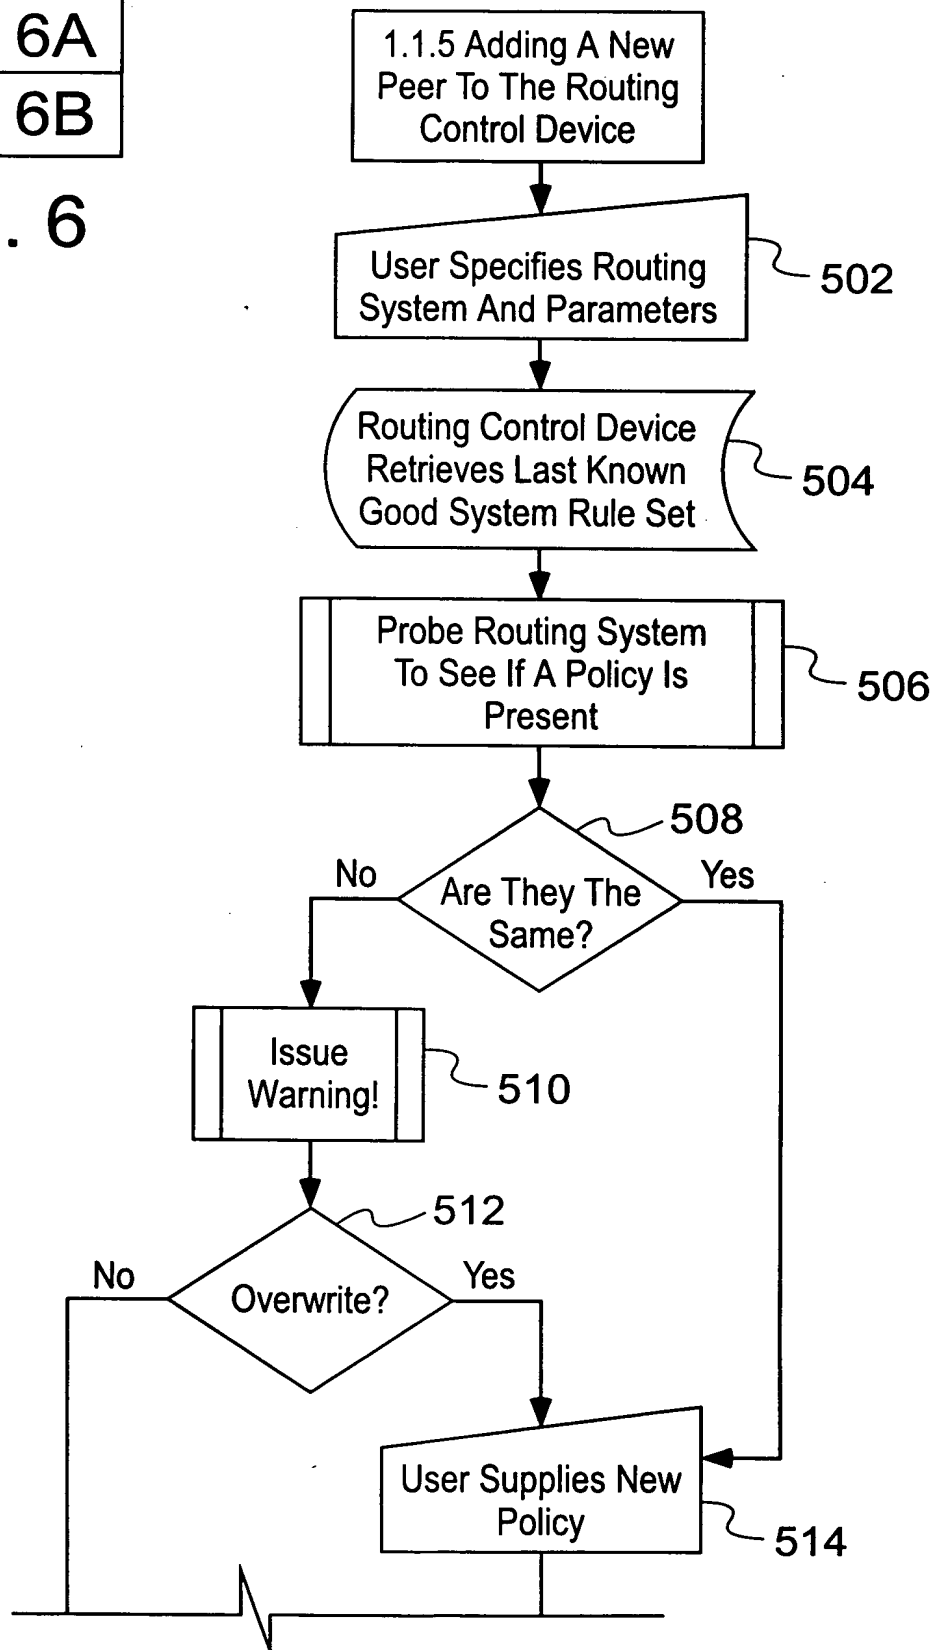 6A
6B
. 6
1.1.5 Adding A New
Peer To The Routing
Control Device
User Specifies Routing
System And Parameters
502
Routing Control Device
Retrieves Last Known
Good System Rule Set
504
Probe Routing System
To See If A Policy Is
Present
506
508
No
Yes
Are They The
Same?
Issue
Warning!
510
512
No
Yes
Overwrite?
User Supplies New
Policy
514